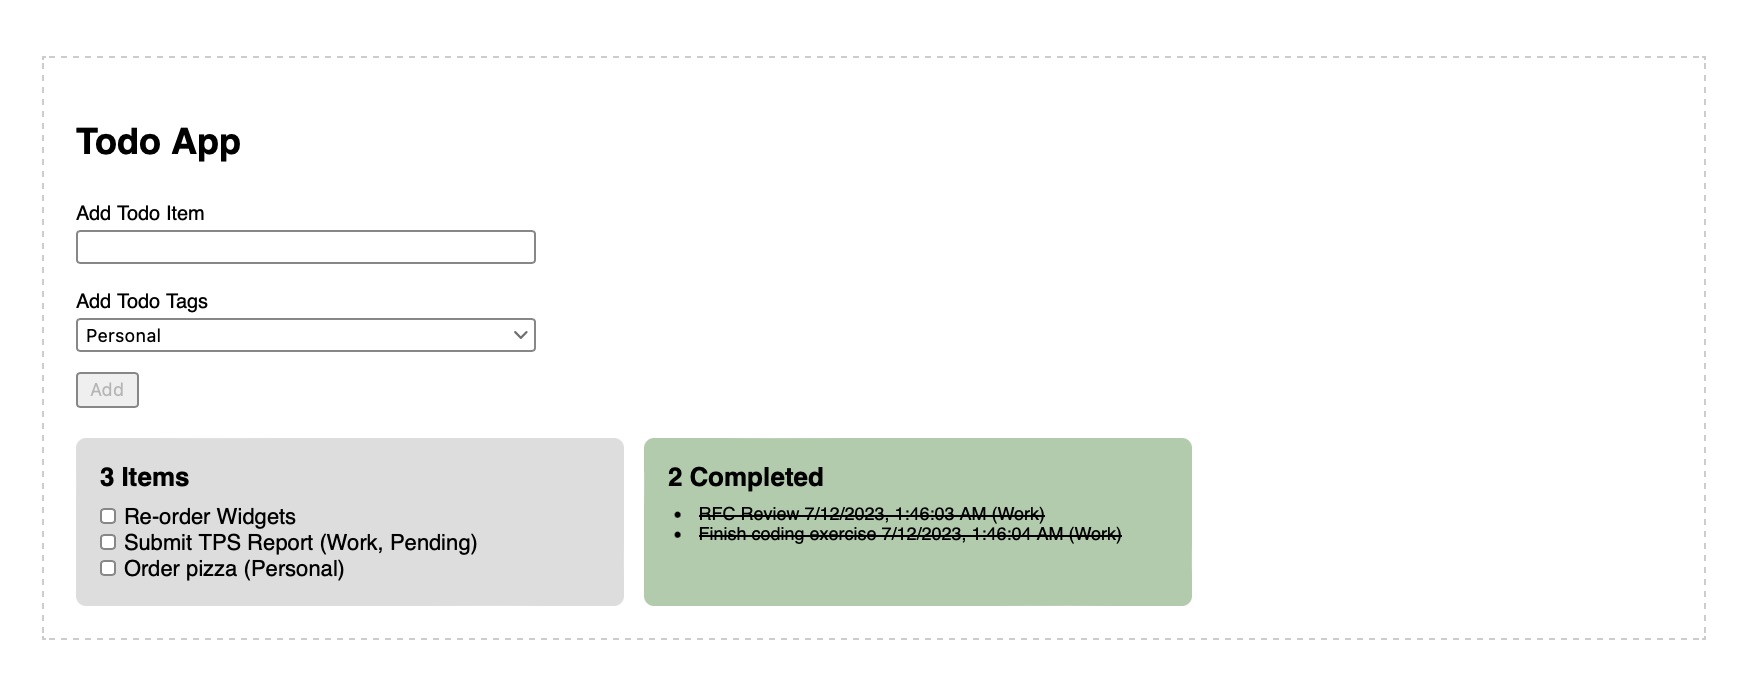 Todo App
Add Todo Item
Add Todo Tags
Personal
Add
3 Items
Re-order Widgets
Submit TPS Report (Work, Pending)
Order pizza (Personal)
2 Completed
RFC Review 7/12/2023, 1:46:03 AM (Work)
Finish coding exercise 7/12/2023, 1:46:04 AM (Work)